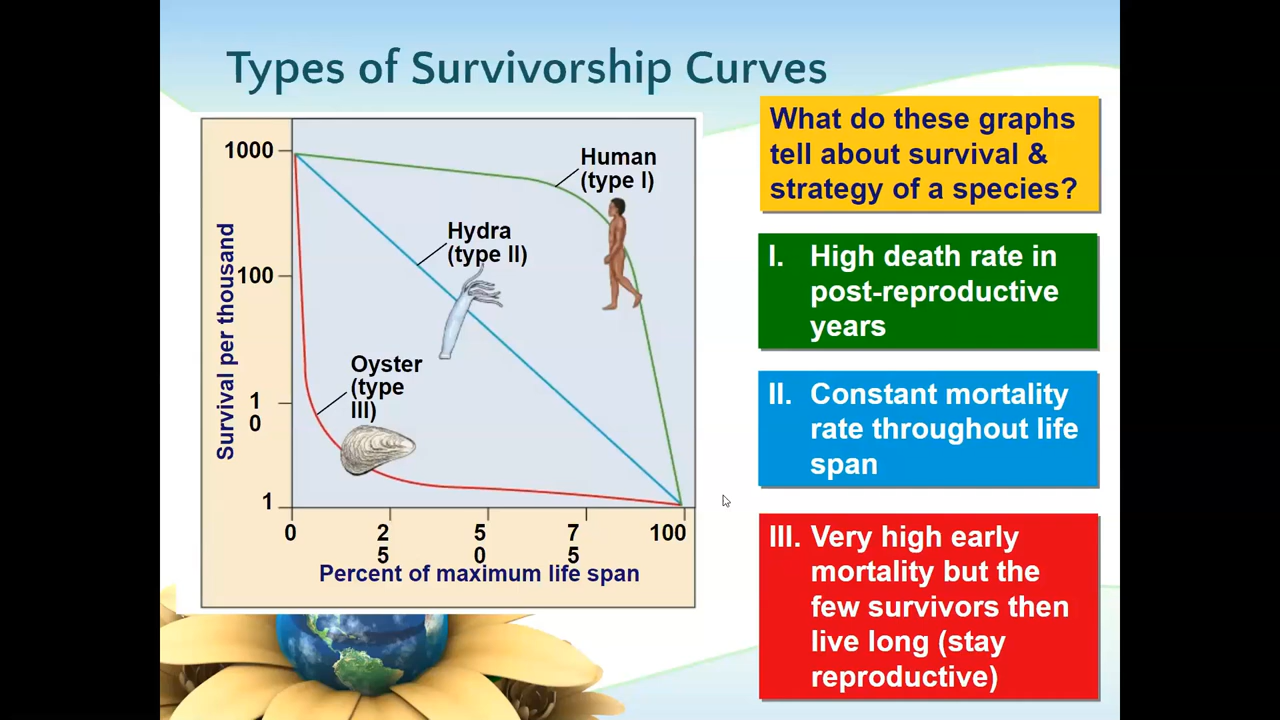 Types of Survivorship Curves
What do these graphs
tell about survival &
strategy of a species?
1000
100
1
0
1
Survival per thousand
Human
(type I)
Hydra
(type II)
Oyster
(type
III)
0
2
5
5
0
7
5
100
Percent of maximum life span
I. High death rate in
post-reproductive
years
II. Constant mortality
rate throughout life
span
III. Very high early
mortality but the
few survivors then
live long (stay
reproductive)